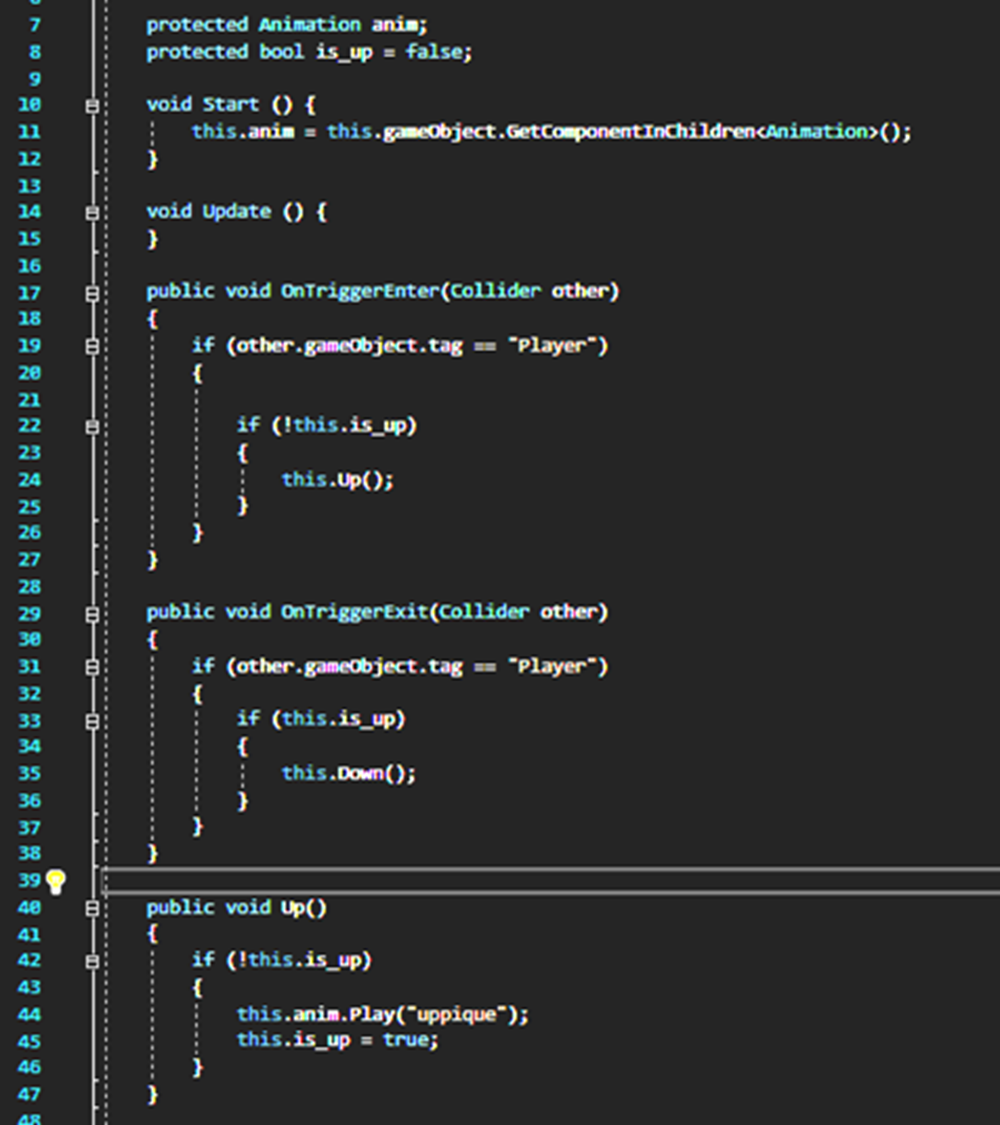 7 protected Animation anim;
8 protected bool is_up = false;
9
10 void Start () {
11 this.anim = this.gameObject.GetComponentInChildren<Animation>();
12 }
13
14 void Update () {
15 }
16
17 public void OnTriggerEnter(Collider other)
18 {
19 if (other.gameObject.tag == "Player")
20 {
21
22 if (!this.is_up)
23 {
24 this.Up();
25 }
26 }
27 }
28
29 public void OnTriggerExit(Collider other)
30 {
31 if (other.gameObject.tag == "Player")
32 {
33 if (this.is_up)
34 {
35 this.Down();
36 }
37 }
38 }
39
40 public void Up()
41 {
42 if (!this.is_up)
43 {
44 this.anim.Play("uppique");
45 this.is_up = true;
46 }
47 }
48